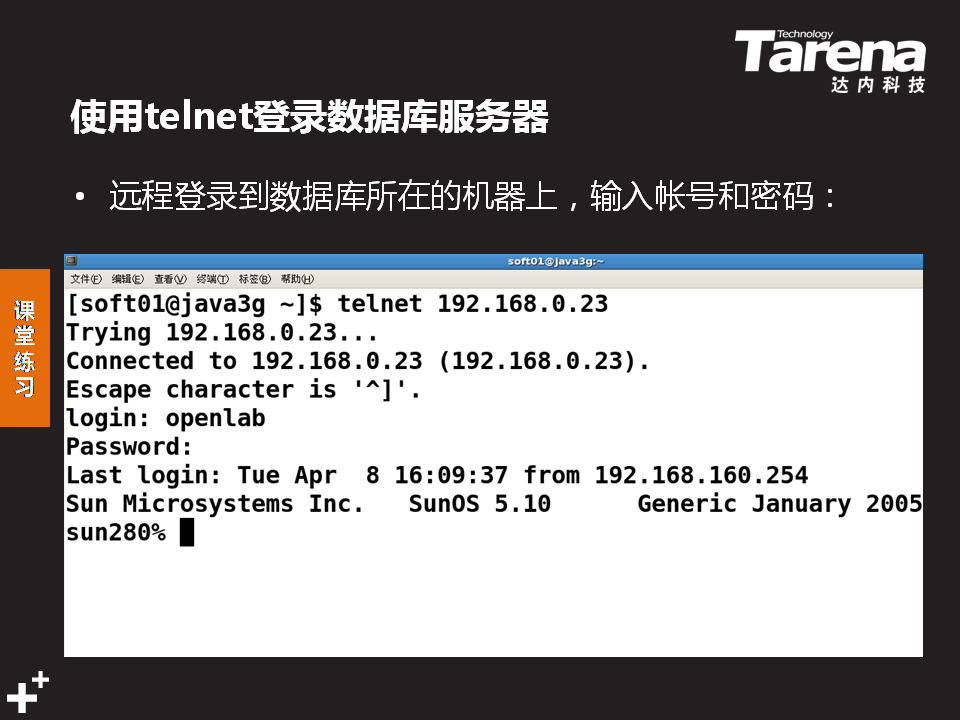 Technology
Tarena
达内科技
使用telnet登录数据库服务器
• 远程登录到数据库所在的机器上，输入帐号和密码：
课堂练习
soft01@java3g:~
文件(F) 编辑(E) 查看(V) 终端(T) 标签(B) 帮助(H)
[soft01@java3g ~]$ telnet 192.168.0.23
Trying 192.168.0.23...
Connected to 192.168.0.23 (192.168.0.23).
Escape character is '^]'.
login: openlab
Password:
Last login: Tue Apr  8 16:09:37 from 192.168.160.254
Sun Microsystems Inc.   SunOS 5.10      Generic January 2005
sun280%